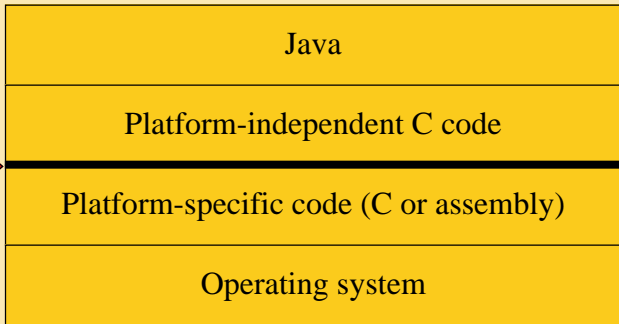 Java
Platform-independent C code
Platform-specific code (C or assembly)
Operating system